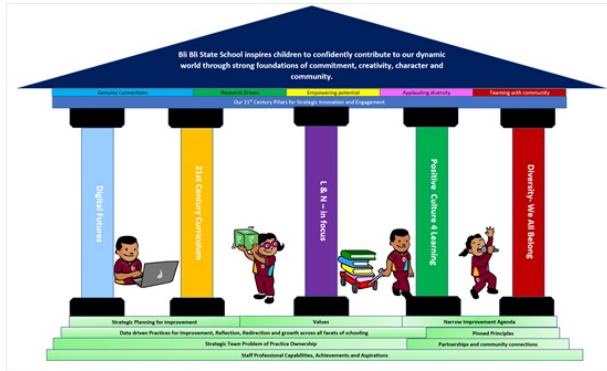 Bli Bli State School inspires children to confidently contribute to our dynamic
world through strong foundations of commitment, creativity, character and
community.
Genuine Connections Research Driven Empowering potential Applauding diversity Teaming with community
Our 21st Century Pillars for Strategic Innovation and Engagement
Digital Futures
21st Century Curriculum
L & N – in focus
Positive Culture 4 Learning
Diversity- We All Belong
Strategic Planning for Improvement Values Narrow Improvement Agenda
Data driven Practices for Improvement, Reflection, Redirection and growth across all facets of schooling Pinned Principles
Strategic Team Problem of Practice Ownership Partnerships and community connections
Staff Professional Capabilities, Achievements and Aspirations